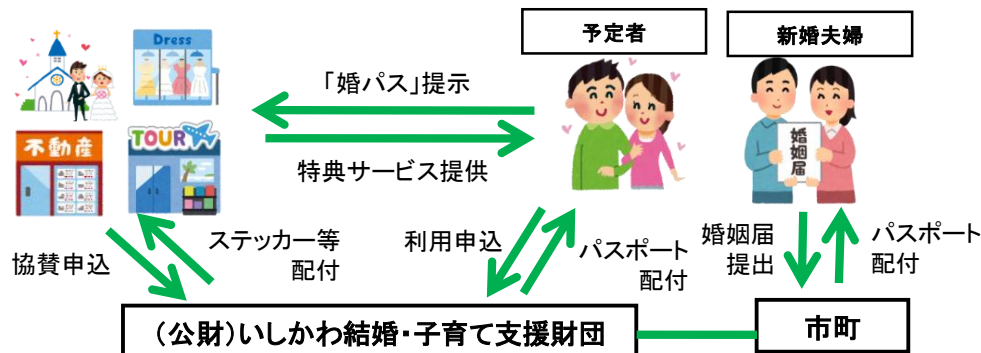 予定者
新婚夫婦
Dress
「婚パス」提示
不動産
TOUR
婚姻届
特典サービス提供
協賛申込
ステッカー等
配付
利用申込
パスポート
配付
婚姻届
提出
パスポート
配付
(公財)いしかわ結婚・子育て支援財団
市町